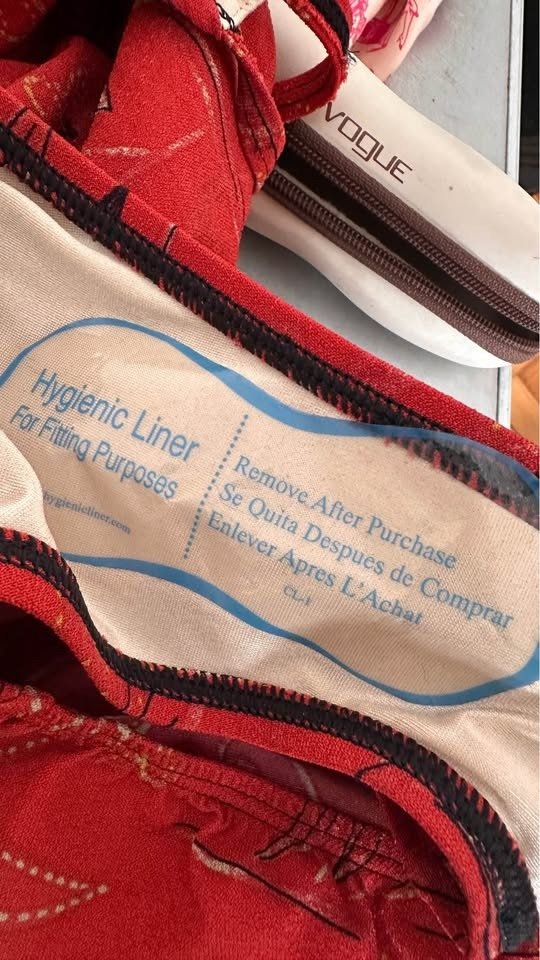 VOGUE
Hygienic Liner
For Fitting Purposes
hygienicliner.com
Remove After Purchase
Se Quita Despues de Comprar
Enlever Apres L'Achat
CL-1